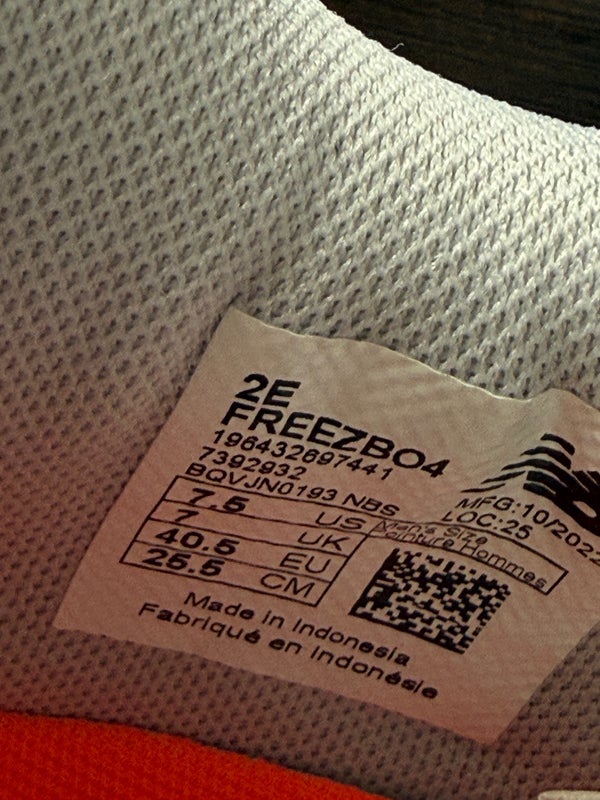 2E
FREEZBO4
196432697441
7392932
BQVJN0193 NBS
MFG:10/2022
LOC:25
7.5 US
7 UK
40.5 EU
25.5 CM
Men's Size
Pointure Hommes
Made in Indonesia
Fabriqué en Indonésie